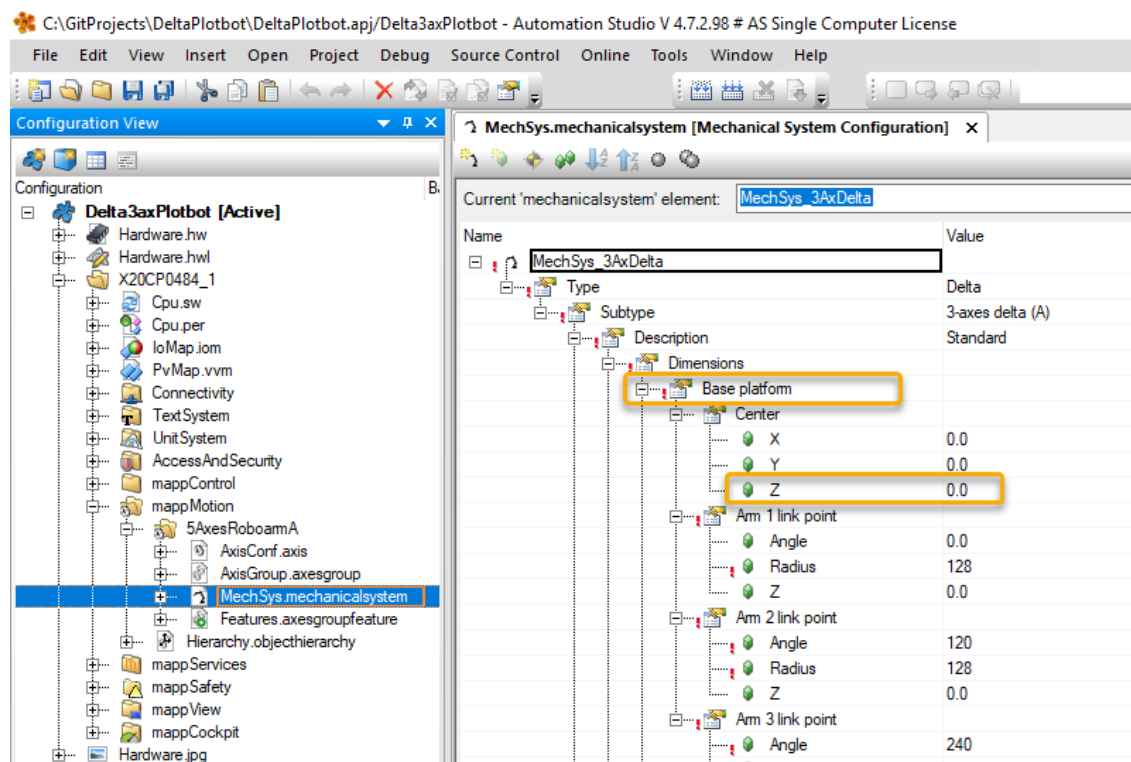 C:\GitProjects\DeltaPlotbot\DeltaPlotbot.apj/Delta3axPlotbot - Automation Studio V 4.7.2.98 # AS Single Computer License
File Edit View Insert Open Project Debug Source Control Online Tools Window Help
Configuration View
Configuration
Delta3axPlotbot [Active]
Hardware.hw
Hardware.hwl
X20CP0484_1
Cpu.sw
Cpu.per
IoMap.iom
PvMap.vvm
Connectivity
TextSystem
UnitSystem
AccessAndSecurity
mappControl
mappMotion
5AxesRoboarmA
AxisConf.axis
AxisGroup.axesgroup
MechSys.mechanicalsystem
Features.axesgroupfeature
Hierarchy.objecthierarchy
mappServices
mappSafety
mappView
mappCockpit
Hardware.jpg
MechSys.mechanicalsystem [Mechanical System Configuration]
Current 'mechanicalsystem' element: MechSys_3AxDelta
Name Value
MechSys_3AxDelta
Type Delta
Subtype 3-axes delta (A)
Description Standard
Dimensions
Base platform
Center
X 0.0
Y 0.0
Z 0.0
Arm 1 link point
Angle 0.0
Radius 128
Z 0.0
Arm 2 link point
Angle 120
Radius 128
Z 0.0
Arm 3 link point
Angle 240